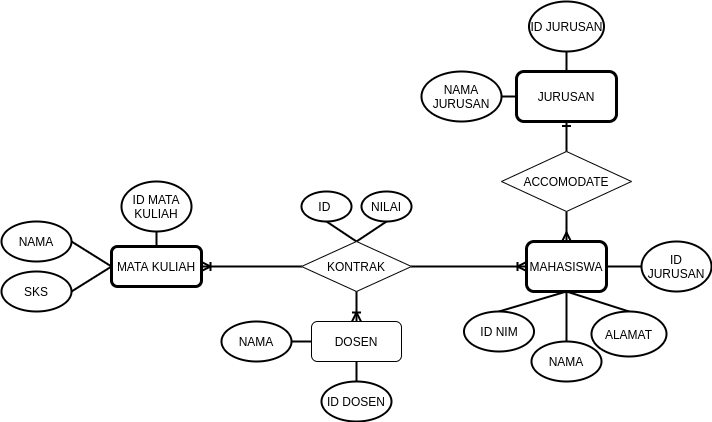 ID JURUSAN
NAMA
JURUSAN
JURUSAN
ACCOMODATE
ID MATA
KULIAH
ID
NILAI
NAMA
SKS
MATA KULIAH
KONTRAK
MAHASISWA
ID
JURUSAN
NAMA
DOSEN
ID NIM
NAMA
ALAMAT
ID DOSEN